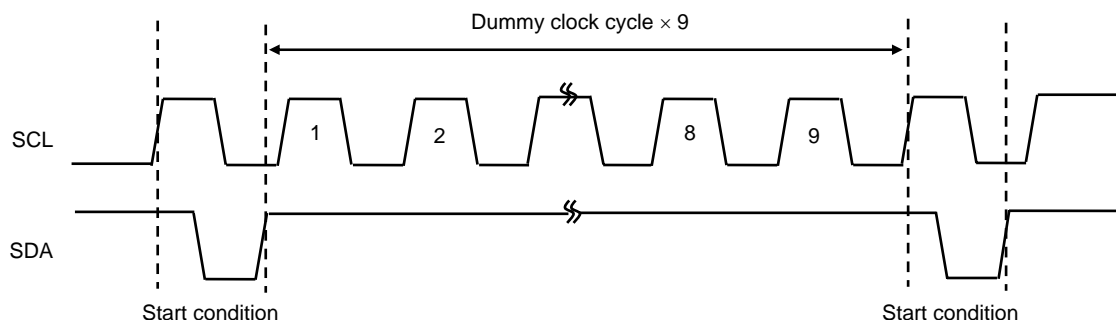 Dummy clock cycle × 9
SCL
1
2
8
9
SDA
Start condition
Start condition